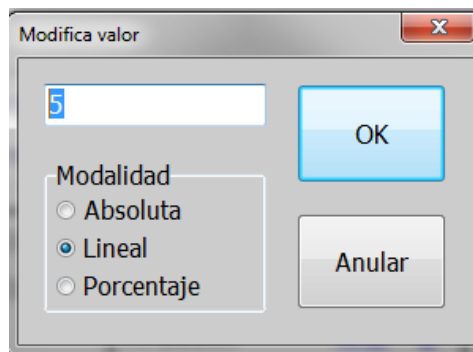 Modifica valor
5
OK
Modalidad
Absoluta
Lineal
Porcentaje
Anular